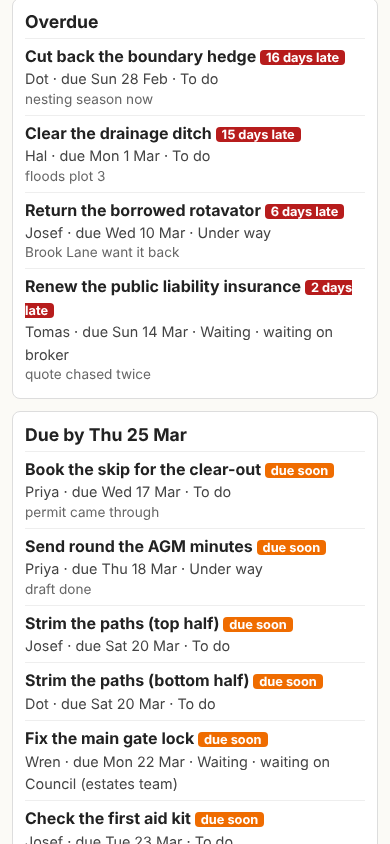 Overdue
Cut back the boundary hedge 16 days late
Dot · due Sun 28 Feb · To do
nesting season now
Clear the drainage ditch 15 days late
Hal · due Mon 1 Mar · To do
floods plot 3
Return the borrowed rotavator 6 days late
Josef · due Wed 10 Mar · Under way
Brook Lane want it back
Renew the public liability insurance 2 days
late
Tomas · due Sun 14 Mar · Waiting · waiting on
broker
quote chased twice
Due by Thu 25 Mar
Book the skip for the clear-out due soon
Priya · due Wed 17 Mar · To do
permit came through
Send round the AGM minutes due soon
Priya · due Thu 18 Mar · Under way
draft done
Strim the paths (top half) due soon
Josef · due Sat 20 Mar · To do
Strim the paths (bottom half) due soon
Dot · due Sat 20 Mar · To do
Fix the main gate lock due soon
Wren · due Mon 22 Mar · Waiting · waiting on
Council (estates team)
Check the first aid kit due soon
Josef · due Tue 23 Mar · To do